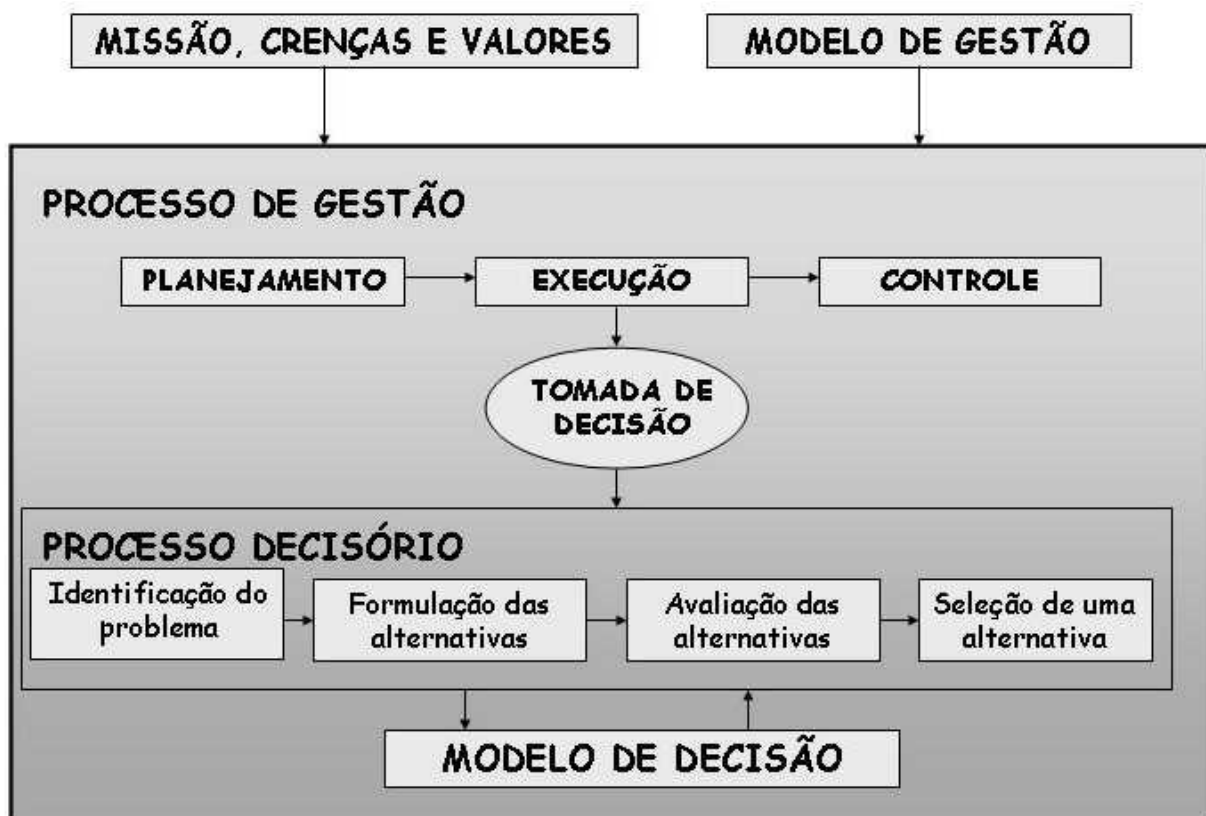 MISSÃO, CRENÇAS E VALORES
MODELO DE GESTÃO
PROCESSO DE GESTÃO
PLANEJAMENTO
EXECUÇÃO
CONTROLE
TOMADA DE
DECISÃO
PROCESSO DECISÓRIO
Identificação do
problema
Formulação das
alternativas
Avaliação das
alternativas
Seleção de uma
alternativa
MODELO DE DECISÃO